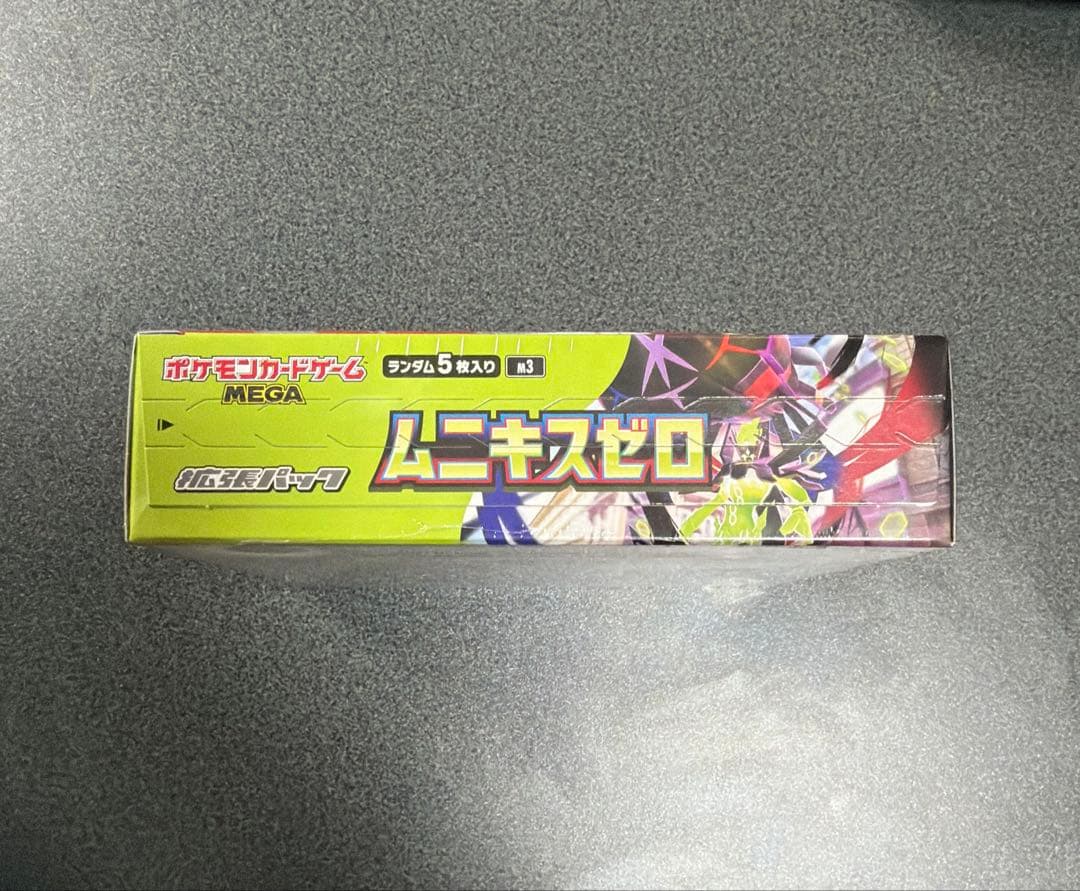 ポケモンカードゲーム
MEGA
ランダム5枚入り
M3
ムニキスゼロ
拡張パック